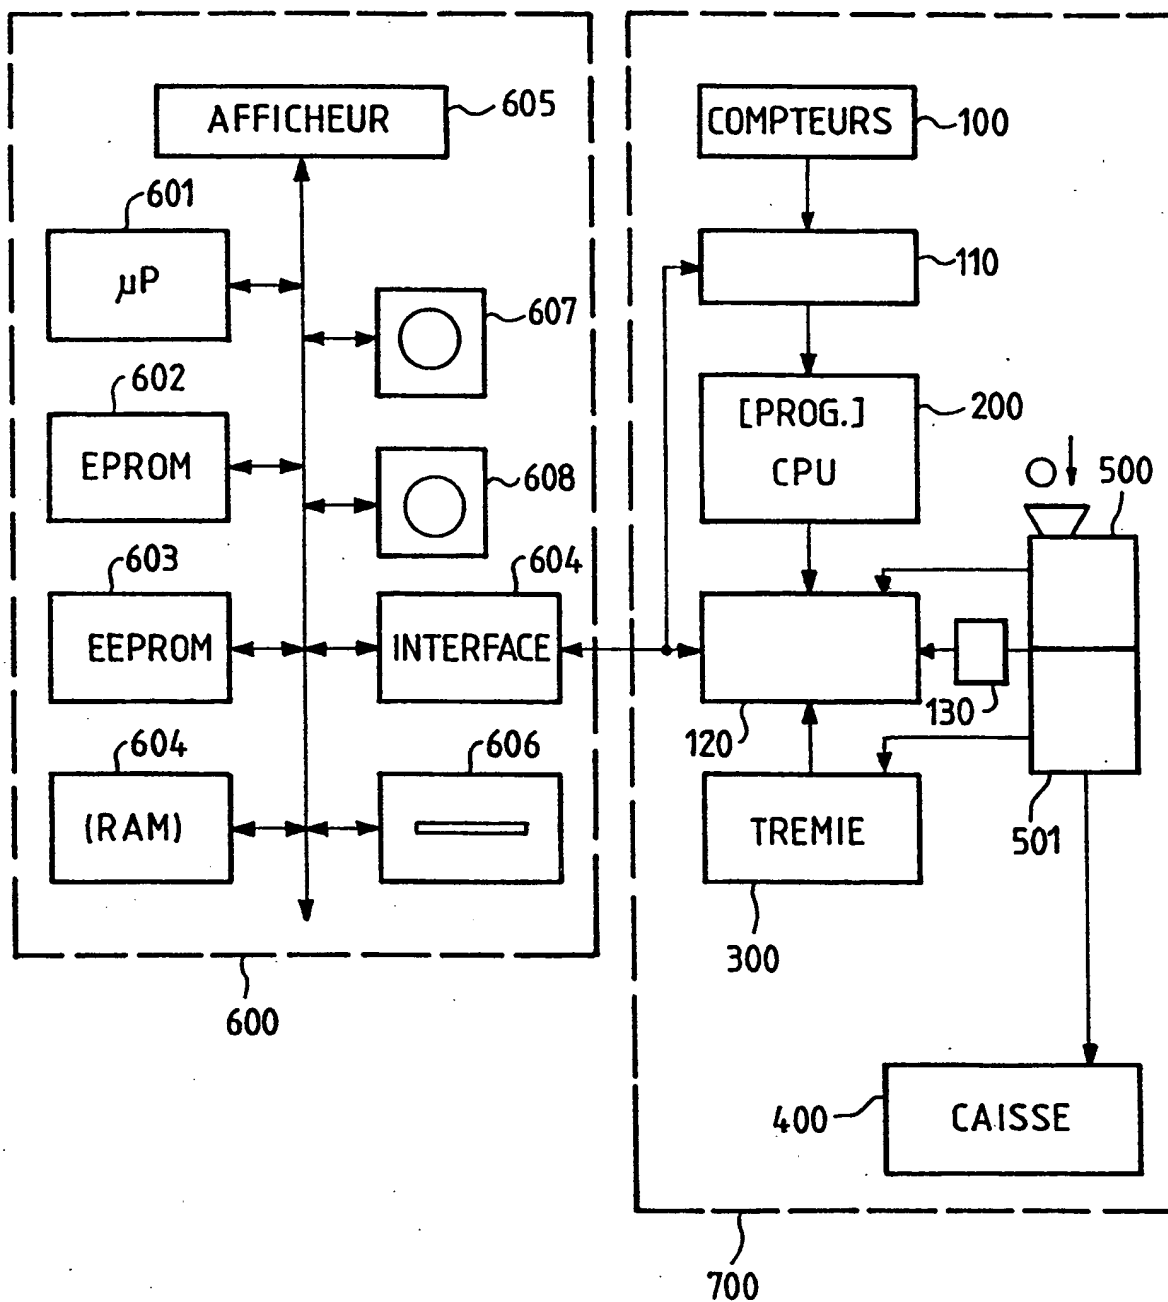 AFFICHEUR
605
601
µP
607
602
EPROM
608
603
EEPROM
604
INTERFACE
604
(RAM)
606
600
COMPTEURS
100
110
[PROG.]
CPU
200
500
120
130
TREMIE
300
501
400
CAISSE
700